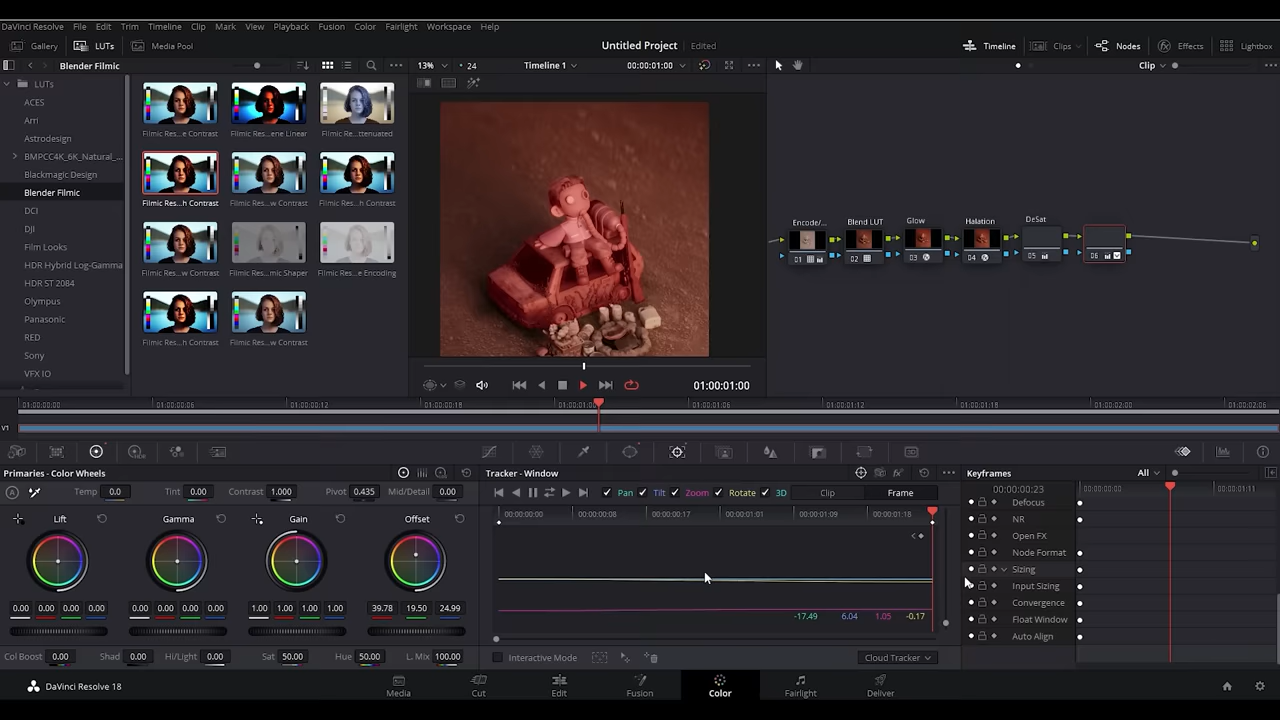 DaVinci Resolve File Edit Trim Timeline Clip Mark View Playback Fusion Color Fairlight Workspace Help
Gallery LUTs Media Pool Untitled Project Edited Timeline Clips Nodes Effects Lightbox
Blender Filmic 13% 24 Timeline 1 00:00:01:00 Clip
LUTs
ACES
Arri
Astrodesign
BMPCC4K_6K_Natural_...
Blackmagic Design
Blender Filmic
DCI
DJI
Film Looks
HDR Hybrid Log-Gamma
HDR ST 2084
Olympus
Panasonic
RED
Sony
VFX IO
Filmic Res...e Contrast Filmic Res...ene Linear Filmic Re...ttenuated
Filmic Res...h Contrast Filmic Res...w Contrast Filmic Res...h Contrast
Filmic Res...w Contrast Filmic Res...mic Shaper Filmic Res...e Encoding
Filmic Res...h Contrast Filmic Res...w Contrast
01:00:01:00
Encode/... Blend LUT Glow Halation DeSat
01 02 03 04 05 06
01:00:00:00 01:00:00:06 01:00:00:12 01:00:00:18 01:00:01:06 01:00:01:12 01:00:01:18 01:00:02:00 01:00:02:06
V1
Primaries - Color Wheels Tracker - Window Keyframes All
Temp 0.0 Tint 0.00 Contrast 1.000 Pivot 0.435 Mid/Detail 0.00
Pan Tilt Zoom Rotate 3D Clip Frame
00:00:00:23 00:00:00:00 00:00:01:11
Lift Gamma Gain Offset
00:00:00:00 00:00:00:08 00:00:00:17 00:00:01:01 00:00:01:09 00:00:01:18
Defocus
NR
Open FX
Node Format
Sizing
Input Sizing
Convergence
Float Window
Auto Align
0.00 0.00 0.00 0.00 0.00 0.00 0.00 0.00 1.00 1.00 1.00 1.00 39.78 19.50 24.99
-17.49 6.04 1.05 -0.17
Col Boost 0.00 Shad 0.00 Hi/Light 0.00 Sat 50.00 Hue 50.00 L. Mix 100.00
Interactive Mode Cloud Tracker
DaVinci Resolve 18 Media Cut Edit Fusion Color Fairlight Deliver